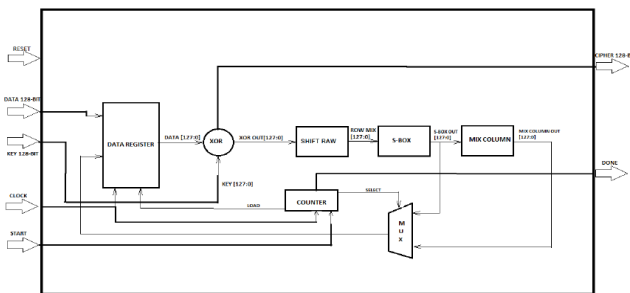 RESET
CIPHER 128-B
DATA 128-BIT
DATA REGISTER
DATA [127:0]
XOR
XOR OUT[127:0]
SHIFT RAW
ROW MIX
[127:0]
S-BOX
S-BOX OUT
[127:0]
MIX COLUMN
MIX COLUMN OUT
[127:0]
KEY 128-BIT
KEY [127:0]
DONE
CLOCK
LOAD
COUNTER
SELECT
START
M
U
X